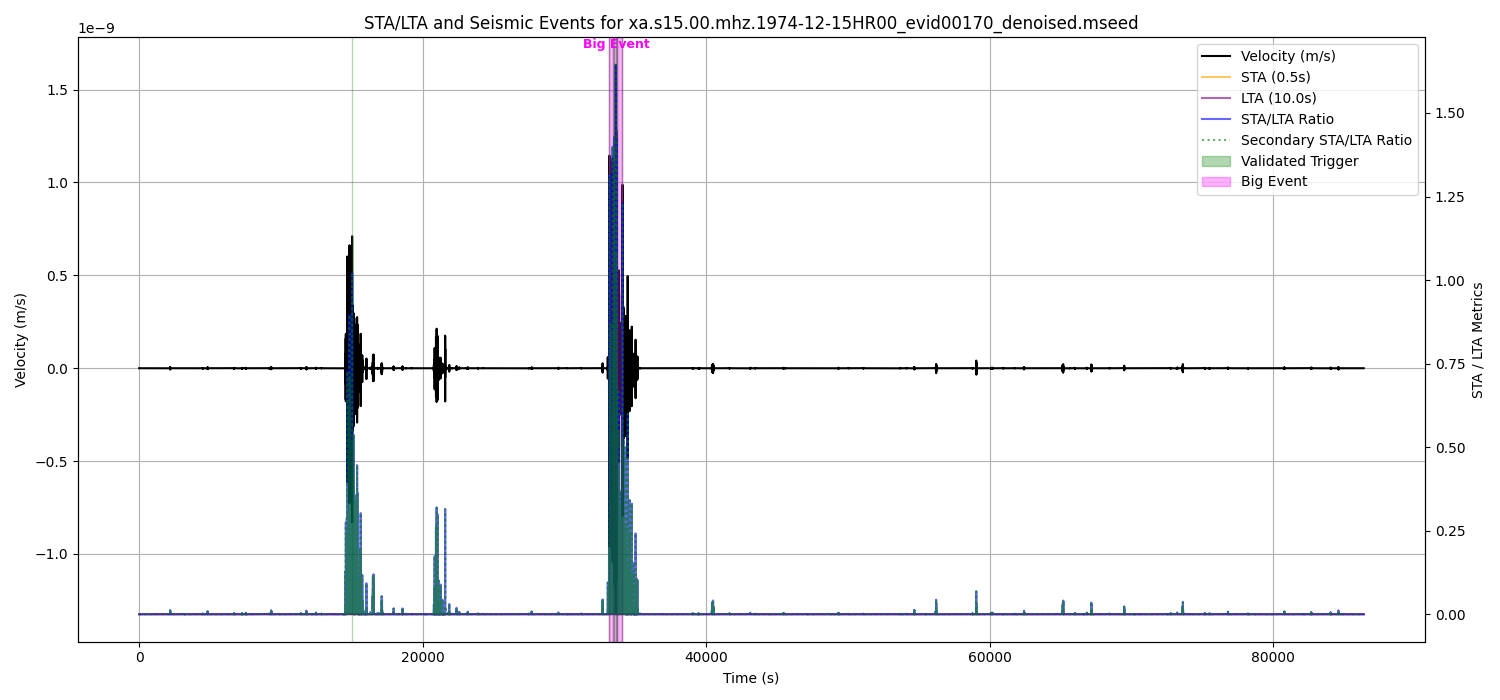 STA/LTA and Seismic Events for xa.s15.00.mhz.1974-12-15HR00_evid00170_denoised.mseed
1e−9
Big Event
Velocity (m/s)
STA (0.5s)
LTA (10.0s)
STA/LTA Ratio
Secondary STA/LTA Ratio
Validated Trigger
Big Event
1.5
1.0
0.5
0.0
−0.5
−1.0
Velocity (m/s)
1.50
1.25
1.00
0.75
0.50
0.25
0.00
STA / LTA Metrics
0
20000
40000
60000
80000
Time (s)